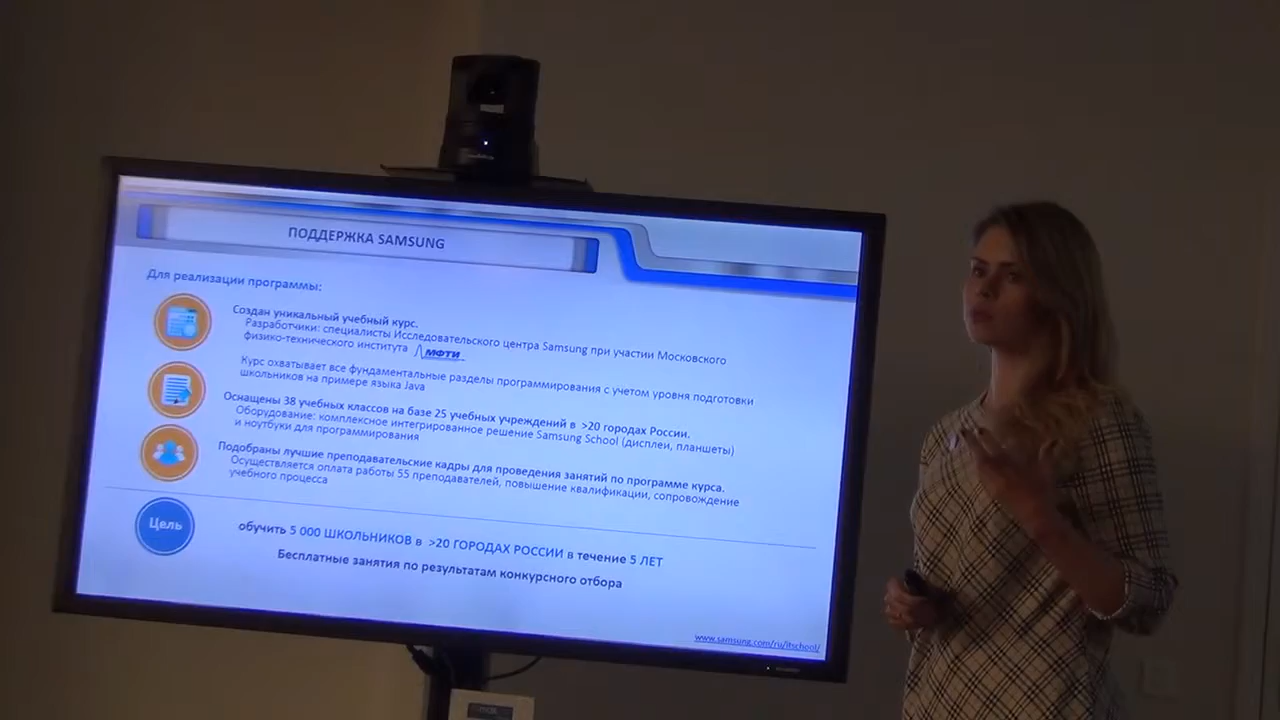 ПОДДЕРЖКА SAMSUNG
Для реализации программы:
Создан уникальный учебный курс.
Разработчики: специалисты Исследовательского центра Samsung при участии Московского
физико-технического института МФТИ
Курс охватывает все фундаментальные разделы программирования с учетом уровня подготовки
школьников на примере языка Java
Оснащены 38 учебных классов на базе 25 учебных учреждений в >20 городах России.
Оборудование: комплексное интегрированное решение Samsung School (дисплеи, планшеты)
и ноутбуки для программирования
Подобраны лучшие преподавательские кадры для проведения занятий по программе курса.
Осуществляется оплата работы 55 преподавателей, повышение квалификации, сопровождение
учебного процесса
Цель
обучить 5 000 ШКОЛЬНИКОВ в >20 ГОРОДАХ РОССИИ в течение 5 ЛЕТ
Бесплатные занятия по результатам конкурсного отбора
www.samsung.com/ru/itschool/